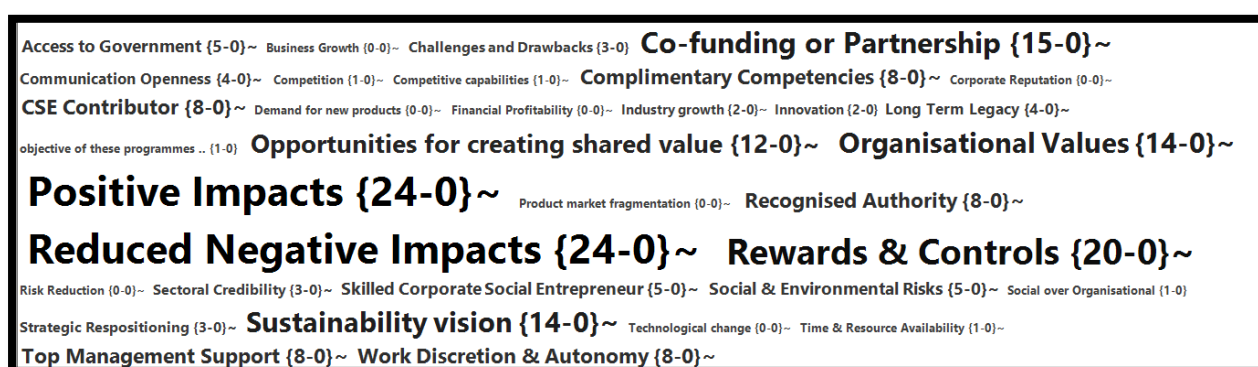 Access to Government {5-0}~ Business Growth {0-0}~ Challenges and Drawbacks {3-0} Co-funding or Partnership {15-0}~
Communication Openness {4-0}~ Competition {1-0}~ Competitive capabilities {1-0}~ Complimentary Competencies {8-0}~ Corporate Reputation {0-0}~
CSE Contributor {8-0}~ Demand for new products {0-0}~ Financial Profitability {0-0}~ Industry growth {2-0}~ Innovation {2-0} Long Term Legacy {4-0}~
objective of these programmes .. {1-0} Opportunities for creating shared value {12-0}~ Organisational Values {14-0}~
Positive Impacts {24-0}~ Product market fragmentation {0-0}~ Recognised Authority {8-0}~
Reduced Negative Impacts {24-0}~ Rewards & Controls {20-0}~
Risk Reduction {0-0}~ Sectoral Credibility {3-0}~ Skilled Corporate Social Entrepreneur {5-0}~ Social & Environmental Risks {5-0}~ Social over Organisational {1-0}
Strategic Respositioning {3-0}~ Sustainability vision {14-0}~ Technological change {0-0}~ Time & Resource Availability {1-0}~
Top Management Support {8-0}~ Work Discretion & Autonomy {8-0}~